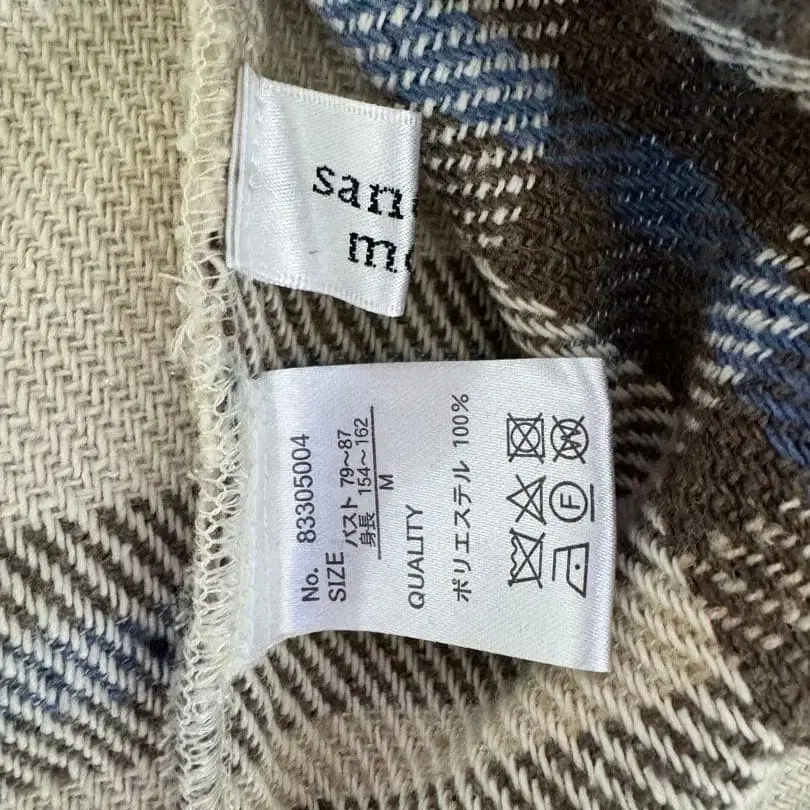 san
m
No. 83305004
SIZE バスト 79〜87
身長 154〜162
M
QUALITY
ポリエステル 100%
F